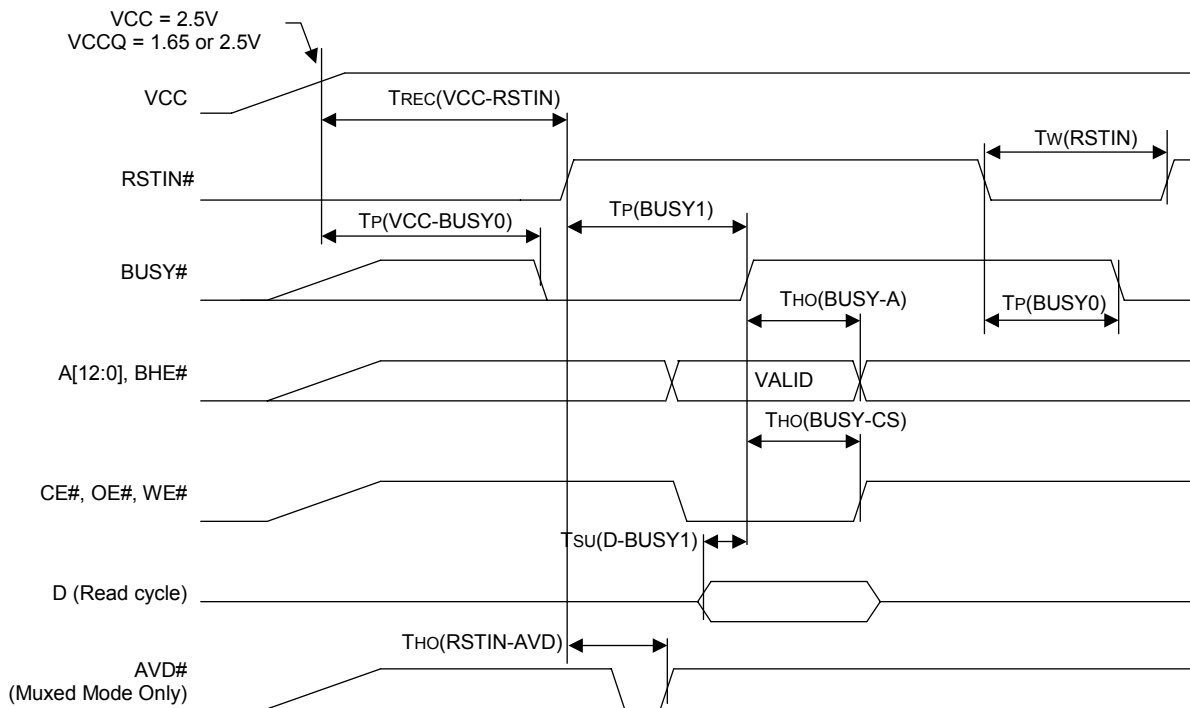 VCC = 2.5V
VCCQ = 1.65 or 2.5V
VCC
TREC(VCC-RSTIN)
TW(RSTIN)
RSTIN#
TP(VCC-BUSY0)
TP(BUSY1)
BUSY#
THO(BUSY-A)
TP(BUSY0)
A[12:0], BHE#
VALID
THO(BUSY-CS)
CE#, OE#, WE#
TSU(D-BUSY1)
D (Read cycle)
THO(RSTIN-AVD)
AVD#
(Muxed Mode Only)